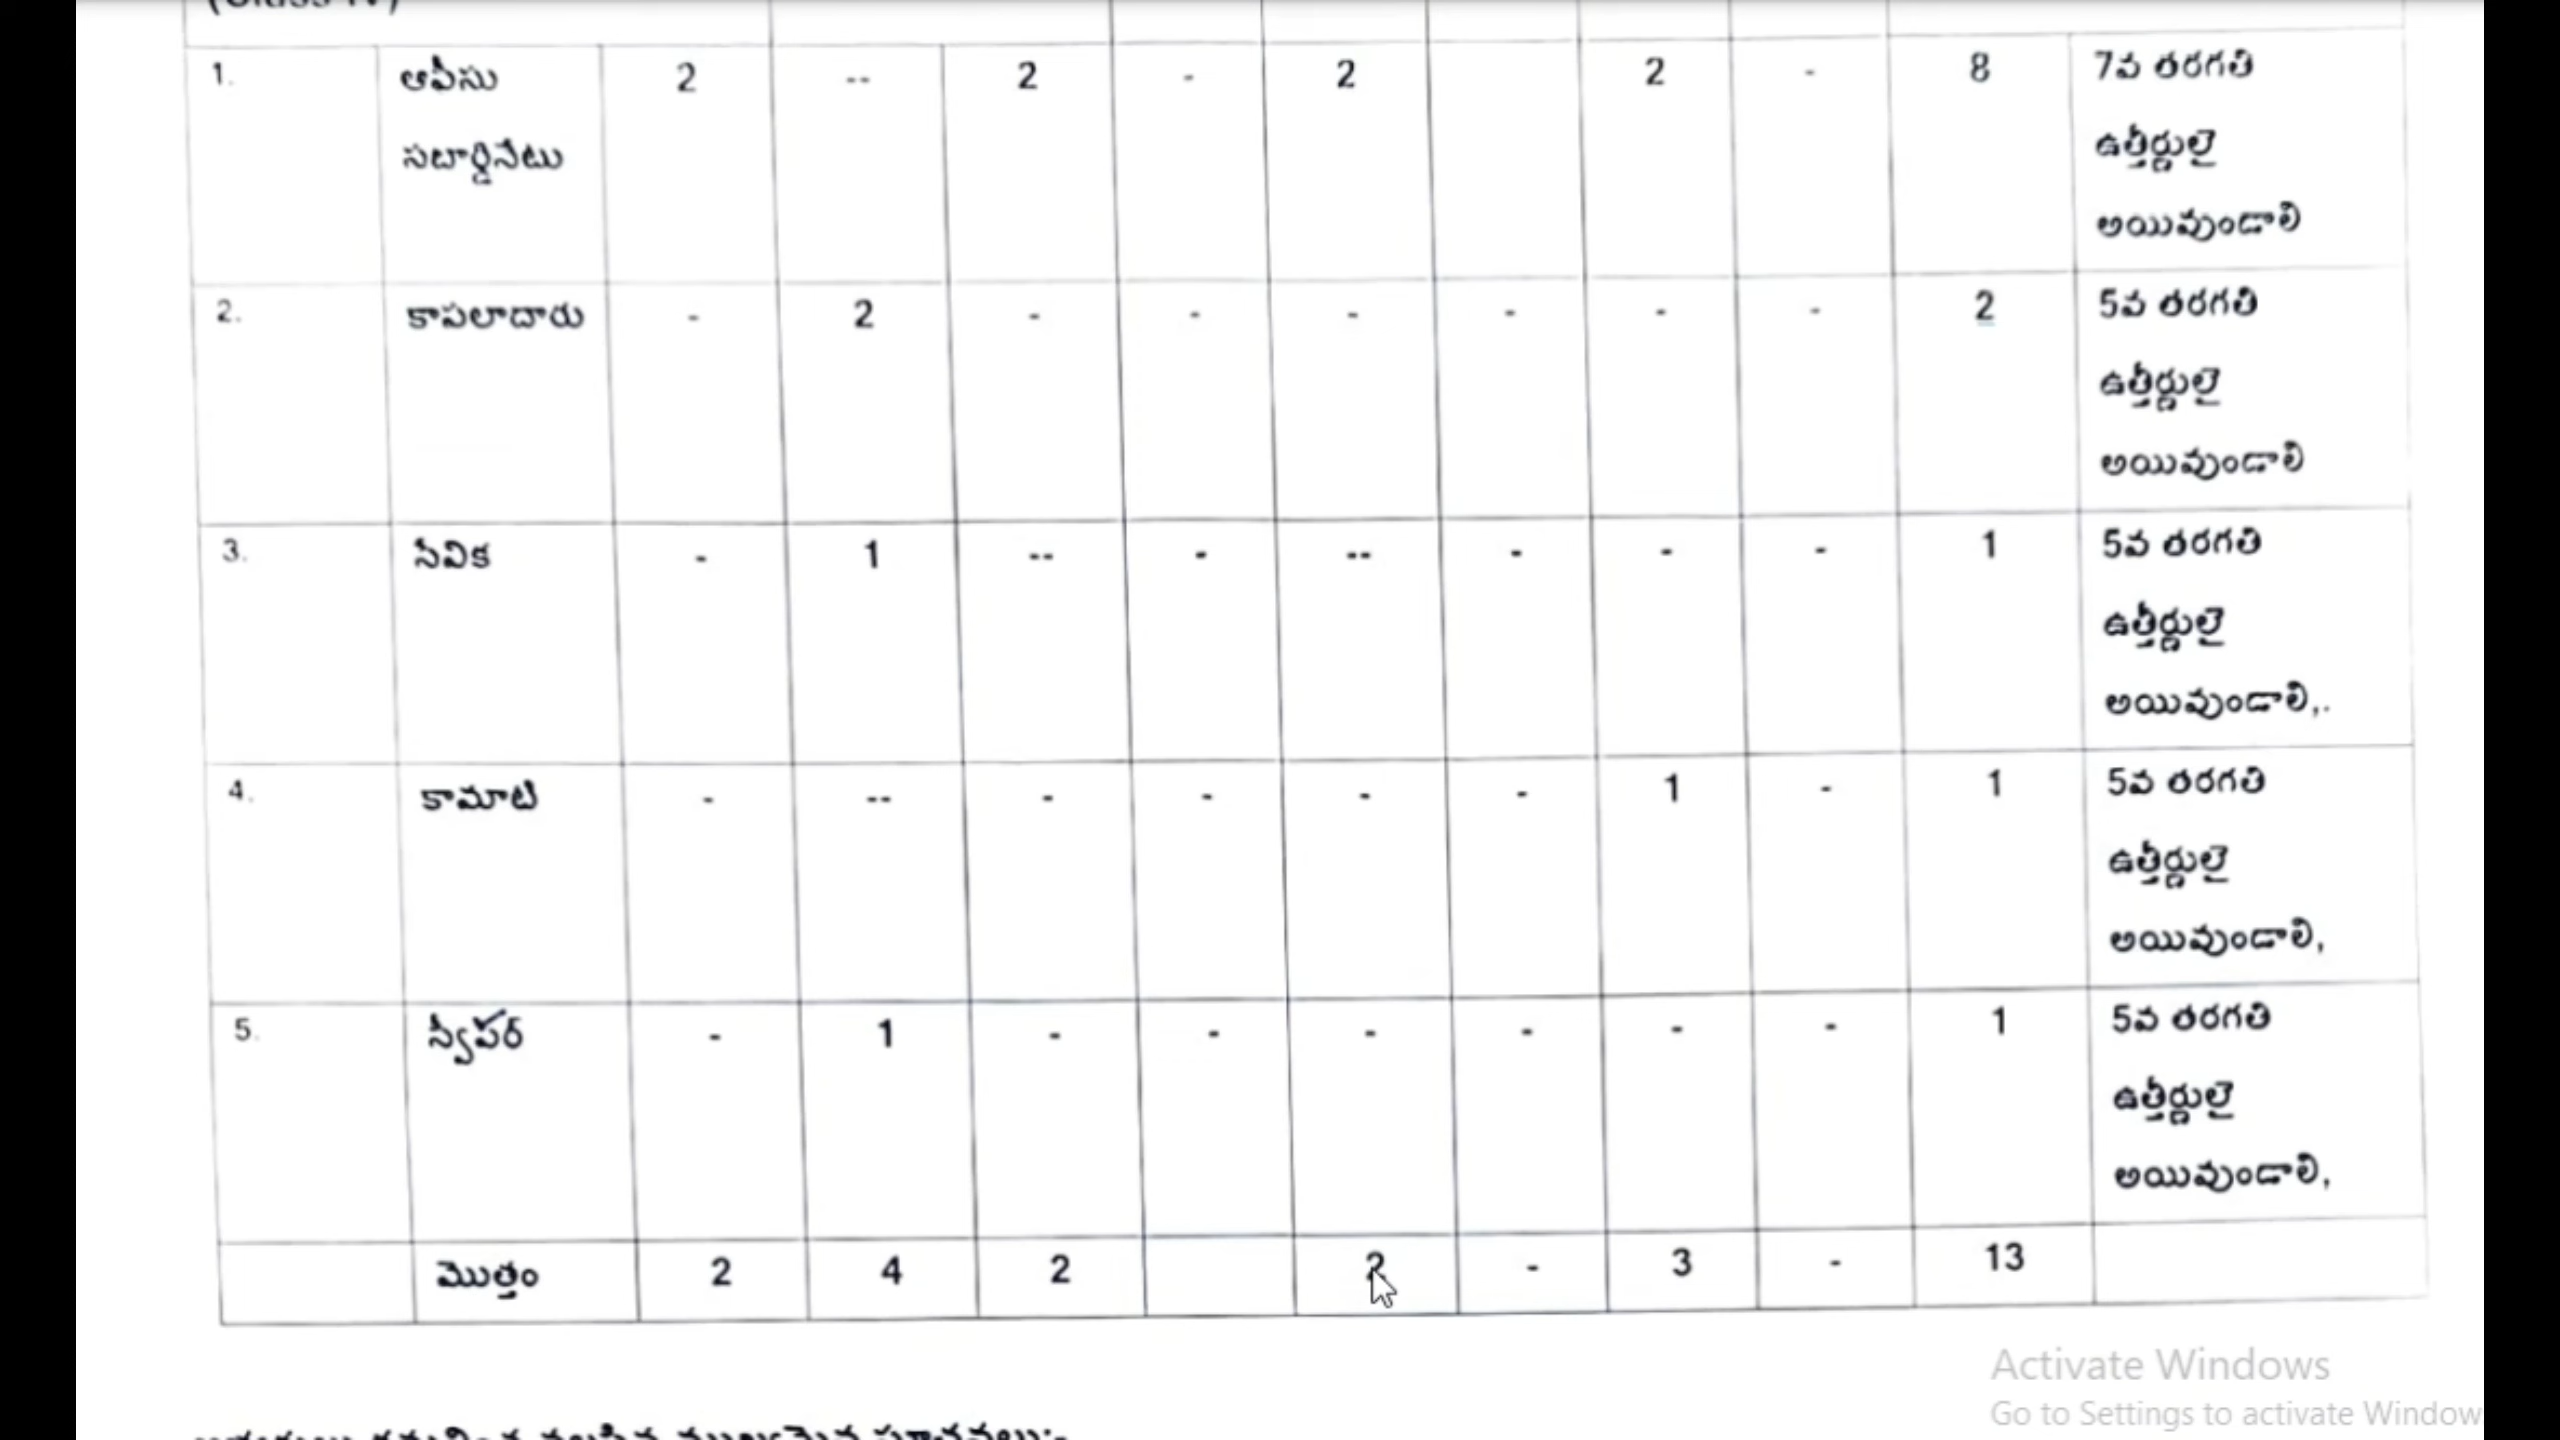 1. ఆఫీసు 2 -- 2 - 2 2 - 8 7వ తరగతి
సబార్డినేటు ఉత్తీర్ణులై
అయివుండాలి
2. కాపలాదారు - 2 - - - - - - 2 5వ తరగతి
ఉత్తీర్ణులై
అయివుండాలి
3. సేవిక - 1 -- - -- - - - 1 5వ తరగతి
ఉత్తీర్ణులై
అయివుండాలి,.
4. కామాటి - -- - - - - 1 - 1 5వ తరగతి
ఉత్తీర్ణులై
అయివుండాలి,
5. స్వీపర్ - 1 - - - - - - 1 5వ తరగతి
ఉత్తీర్ణులై
అయివుండాలి,
మొత్తం 2 4 2 2 - 3 - 13
Activate Windows
Go to Settings to activate Window